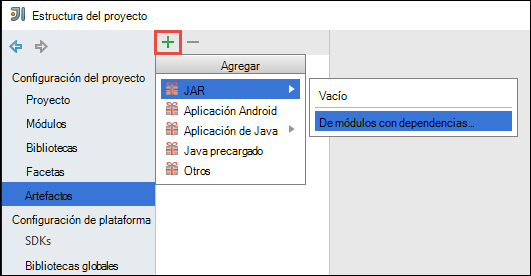 Estructura del proyecto
Configuración del proyecto
Proyecto
Módulos
Bibliotecas
Facetas
Artefactos
Configuración de plataforma
SDKs
Bibliotecas globales
Agregar
JAR
Aplicación Android
Aplicación de Java
Java precargado
Otros
Vacío
De módulos con dependencias...